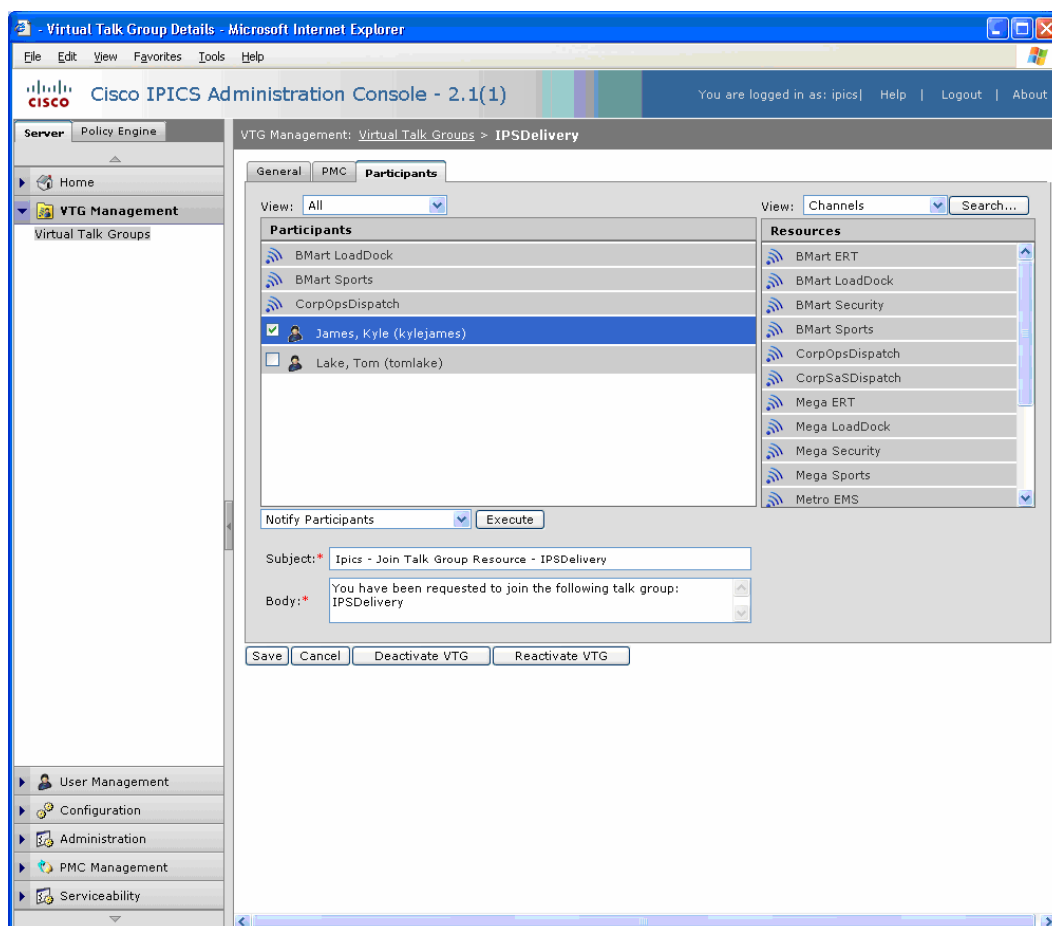 - Virtual Talk Group Details - Microsoft Internet Explorer
File Edit View Favorites Tools Help
CISCO Cisco IPICS Administration Console - 2.1(1) You are logged in as: ipics| Help | Logout | About
Server Policy Engine
VTG Management: Virtual Talk Groups > IPSDelivery
Home
VTG Management
Virtual Talk Groups
General PMC Participants
View: All
Participants
BMart LoadDock
BMart Sports
CorpOpsDispatch
James, Kyle (kylejames)
Lake, Tom (tomlake)
View: Channels Search...
Resources
BMart ERT
BMart LoadDock
BMart Security
BMart Sports
CorpOpsDispatch
CorpSaSDispatch
Mega ERT
Mega LoadDock
Mega Security
Mega Sports
Metro EMS
Notify Participants Execute
Subject:* Ipics - Join Talk Group Resource - IPSDelivery
Body:* You have been requested to join the following talk group:
IPSDelivery
Save Cancel Deactivate VTG Reactivate VTG
User Management
Configuration
Administration
PMC Management
Serviceability